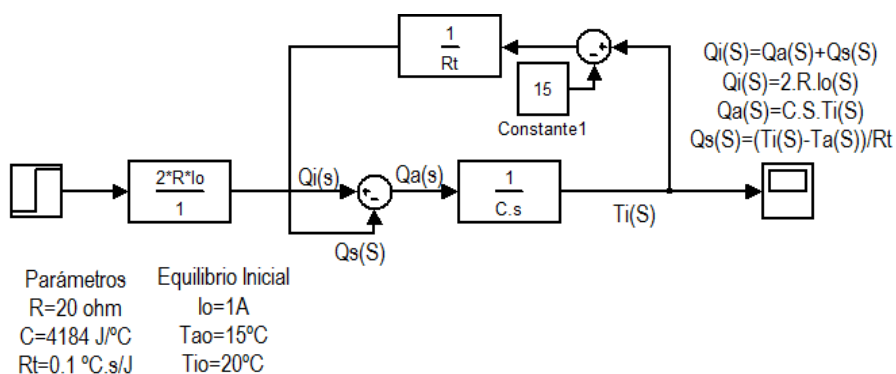 1
Rt
+
-
15
Constante1
Qi(S)=Qa(S)+Qs(S)
Qi(S)=2.R.Io(S)
Qa(S)=C.S.Ti(S)
Qs(S)=(Ti(S)-Ta(S))/Rt
2*R*Io
1
Qi(s)
+
-
Qa(s)
1
C.s
Ti(S)
Qs(S)
Parámetros
R=20 ohm
C=4184 J/ºC
Rt=0.1 ºC.s/J
Equilibrio Inicial
Io=1A
Tao=15ºC
Tio=20ºC